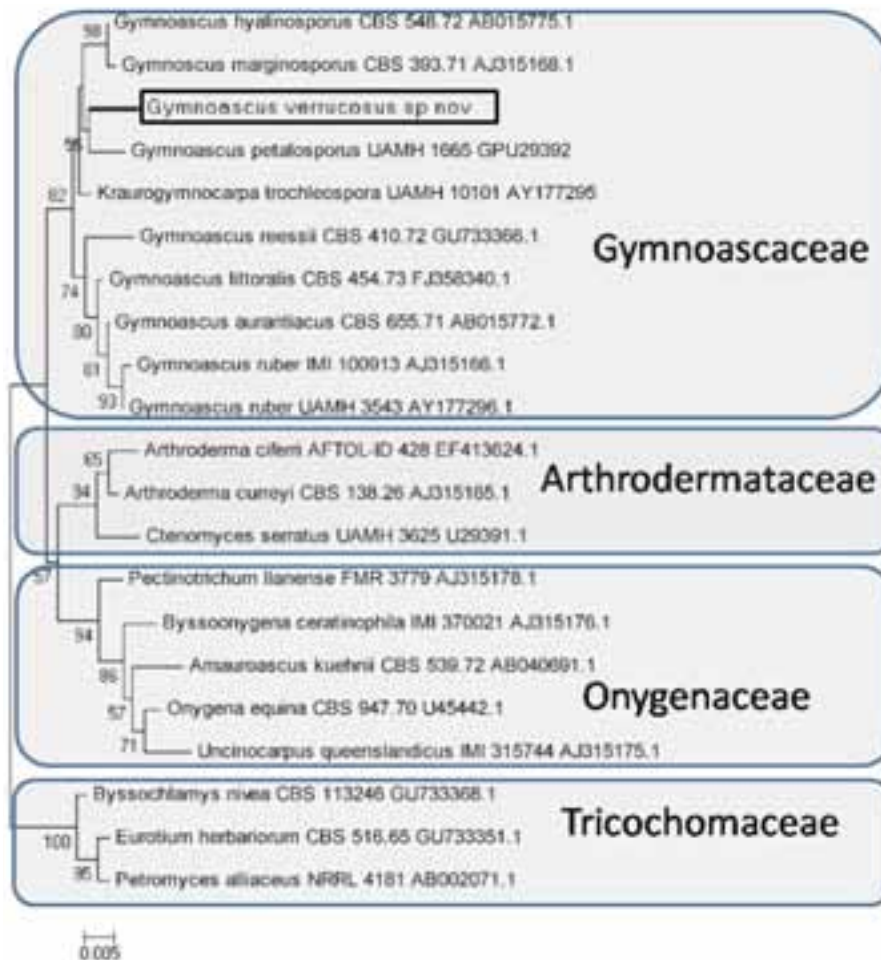 Gymnoascus hyalinosporus CBS 548.72 AB015775.1
98
Gymnoscus marginosporus CBS 393.71 AJ315168.1
Gymnoascus verrucosus sp nov
Gymnoascus petalosporus UAMH 1665 GPU29392
Kraurogymnocarpa trochleospora UAMH 10101 AY177295
82
Gymnoascus reessii CBS 410.72 GU733366.1
Gymnoascaceae
74
Gymnoascus littoralis CBS 454.73 FJ358340.1
80
Gymnoascus aurantiacus CBS 655.71 AB015772.1
61
Gymnoascus ruber IMI 100913 AJ315166.1
93
Gymnoascus ruber UAMH 3543 AY177296.1
65
Arthroderma ciferrii AFTOL-ID 428 EF413624.1
Arthrodermataceae
94
Arthroderma curreyi CBS 138.26 AJ315165.1
Ctenomyces serratus UAMH 3625 U29391.1
57
Pectinotrichum llanense FMR 3779 AJ315178.1
94
Byssoonygena ceratinophila IMI 370021 AJ315176.1
86
Amauroascus kuehnii CBS 539.72 AB040691.1
Onygenaceae
57
Onygena equina CBS 947.70 U45442.1
71
Uncinocarpus queenslandicus IMI 315744 AJ315175.1
Byssochlamys nivea CBS 113246 GU733368.1
Tricochomaceae
100
Eurotium herbariorum CBS 516.65 GU733351.1
95
Petromyces alliaceus NRRL 4181 AB002071.1
0.005